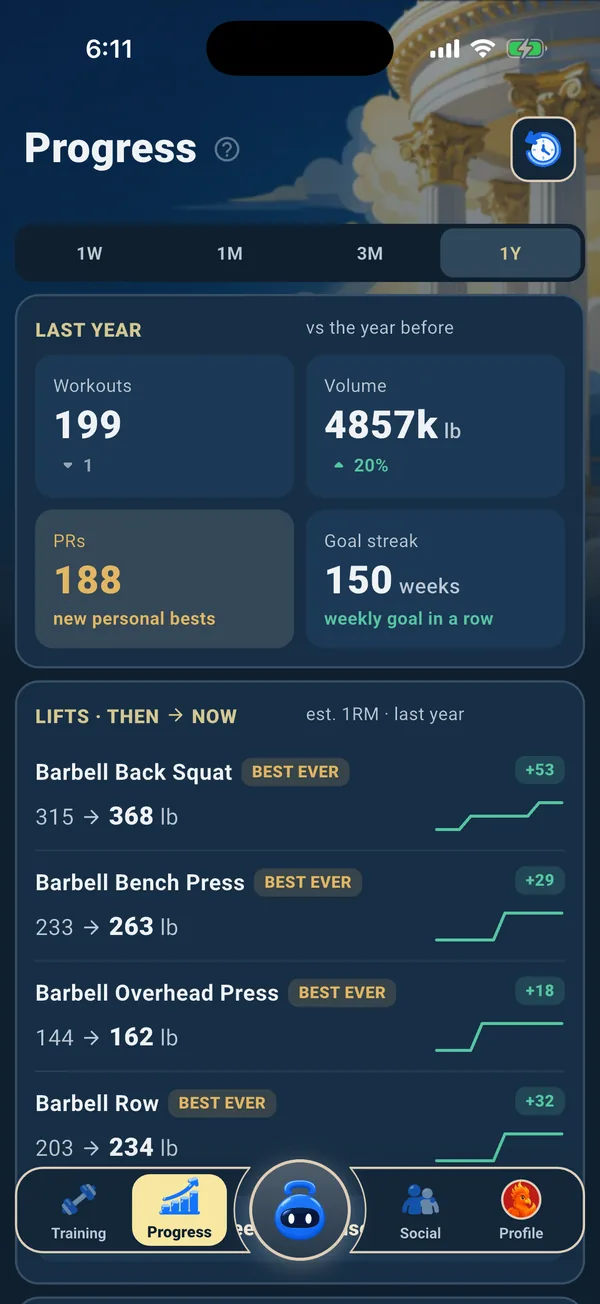 6:11
Progress ?
1W 1M 3M 1Y
LAST YEAR vs the year before
Workouts
199
1
Volume
4857k lb
20%
PRs
188
new personal bests
Goal streak
150 weeks
weekly goal in a row
LIFTS · THEN → NOW est. 1RM · last year
Barbell Back Squat BEST EVER +53
315 → 368 lb
Barbell Bench Press BEST EVER +29
233 → 263 lb
Barbell Overhead Press BEST EVER +18
144 → 162 lb
Barbell Row BEST EVER +32
203 → 234 lb
Training Progress Social Profile